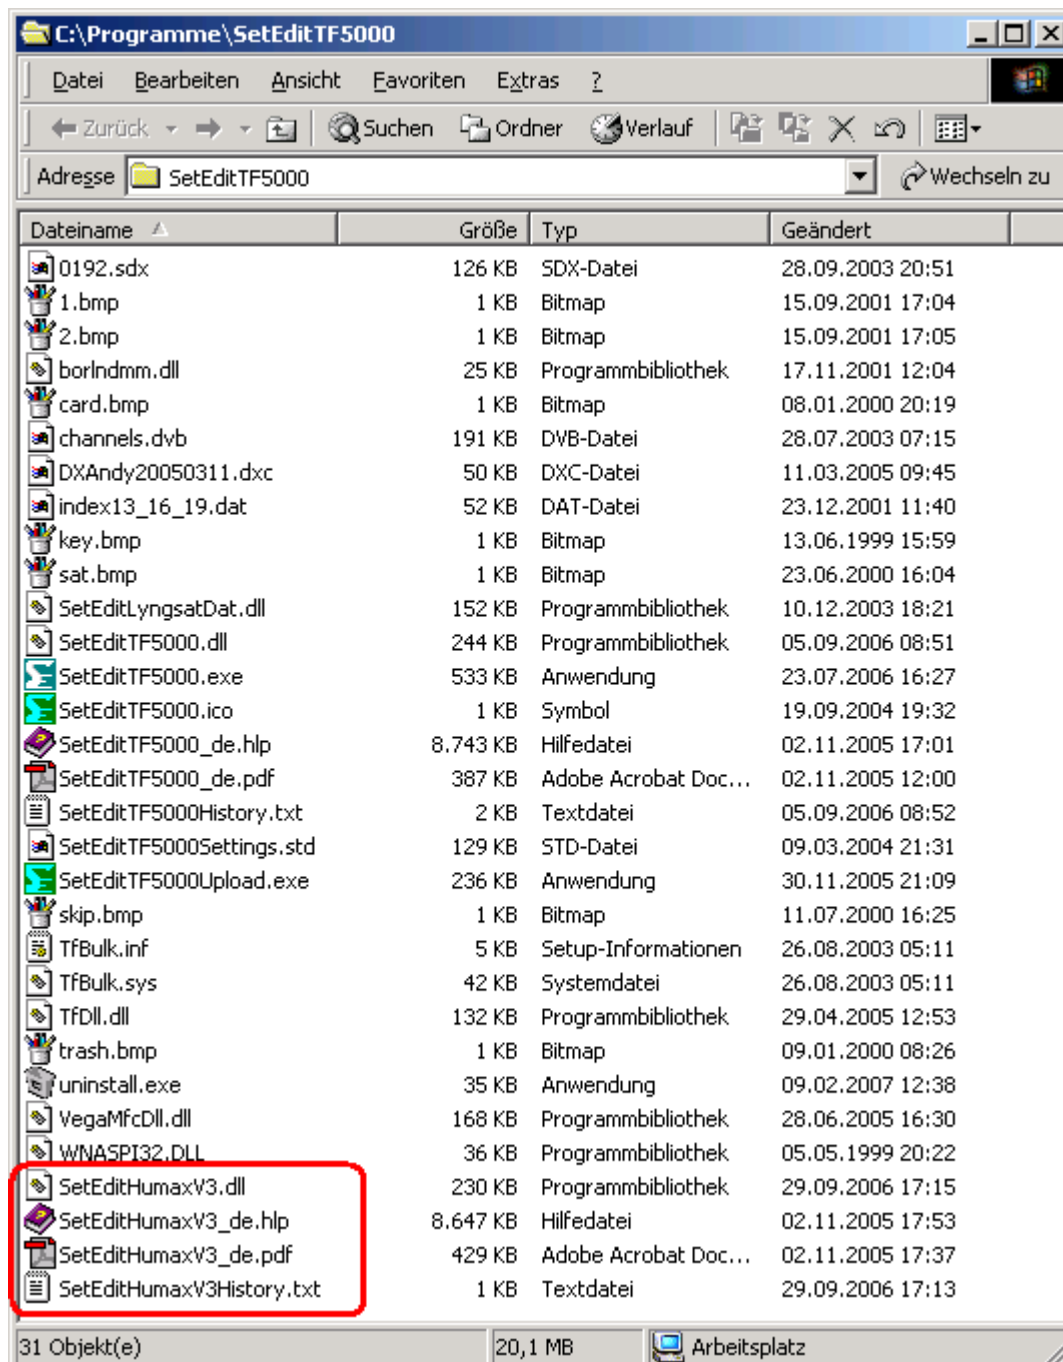 C:\Programme\SetEditTF5000
Datei Bearbeiten Ansicht Favoriten Extras ?
Zurück Suchen Ordner Verlauf
Adresse SetEditTF5000 Wechseln zu
Dateiname Größe Typ Geändert
0192.sdx 126 KB SDX-Datei 28.09.2003 20:51
1.bmp 1 KB Bitmap 15.09.2001 17:04
2.bmp 1 KB Bitmap 15.09.2001 17:05
borlndmm.dll 25 KB Programmbibliothek 17.11.2001 12:04
card.bmp 1 KB Bitmap 08.01.2000 20:19
channels.dvb 191 KB DVB-Datei 28.07.2003 07:15
DXAndy20050311.dxc 50 KB DXC-Datei 11.03.2005 09:45
index13_16_19.dat 52 KB DAT-Datei 23.12.2001 11:40
key.bmp 1 KB Bitmap 13.06.1999 15:59
sat.bmp 1 KB Bitmap 23.06.2000 16:04
SetEditLyngsatDat.dll 152 KB Programmbibliothek 10.12.2003 18:21
SetEditTF5000.dll 244 KB Programmbibliothek 05.09.2006 08:51
SetEditTF5000.exe 533 KB Anwendung 23.07.2006 16:27
SetEditTF5000.ico 1 KB Symbol 19.09.2004 19:32
SetEditTF5000_de.hlp 8.743 KB Hilfedatei 02.11.2005 17:01
SetEditTF5000_de.pdf 387 KB Adobe Acrobat Doc... 02.11.2005 12:00
SetEditTF5000History.txt 2 KB Textdatei 05.09.2006 08:52
SetEditTF5000Settings.std 129 KB STD-Datei 09.03.2004 21:31
SetEditTF5000Upload.exe 236 KB Anwendung 30.11.2005 21:09
skip.bmp 1 KB Bitmap 11.07.2000 16:25
TfBulk.inf 5 KB Setup-Informationen 26.08.2003 05:11
TfBulk.sys 42 KB Systemdatei 26.08.2003 05:11
TfDll.dll 132 KB Programmbibliothek 29.04.2005 12:53
trash.bmp 1 KB Bitmap 09.01.2000 08:26
uninstall.exe 35 KB Anwendung 09.02.2007 12:38
VegaMfcDll.dll 168 KB Programmbibliothek 28.06.2005 16:30
WNASPI32.DLL 36 KB Programmbibliothek 05.05.1999 20:22
SetEditHumaxV3.dll 230 KB Programmbibliothek 29.09.2006 17:15
SetEditHumaxV3_de.hlp 8.647 KB Hilfedatei 02.11.2005 17:53
SetEditHumaxV3_de.pdf 429 KB Adobe Acrobat Doc... 02.11.2005 17:37
SetEditHumaxV3History.txt 1 KB Textdatei 29.09.2006 17:13
31 Objekt(e) 20,1 MB Arbeitsplatz